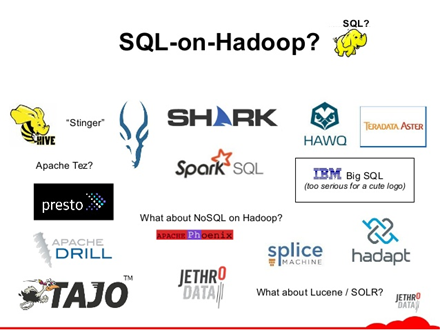 SQL?
SQL-on-Hadoop?
HIVE
"Stinger"
SHARK
HAWQ
TERADATA ASTER
Apache Tez?
Spark SQL
IBM Big SQL
(too serious for a cute logo)
presto
What about NoSQL on Hadoop?
APACHE Phoenix
APACHE
DRILL
splice
MACHINE
hadapt
TAJO™
JETHRO
DATA
What about Lucene / SOLR?
JETHRO
DATA